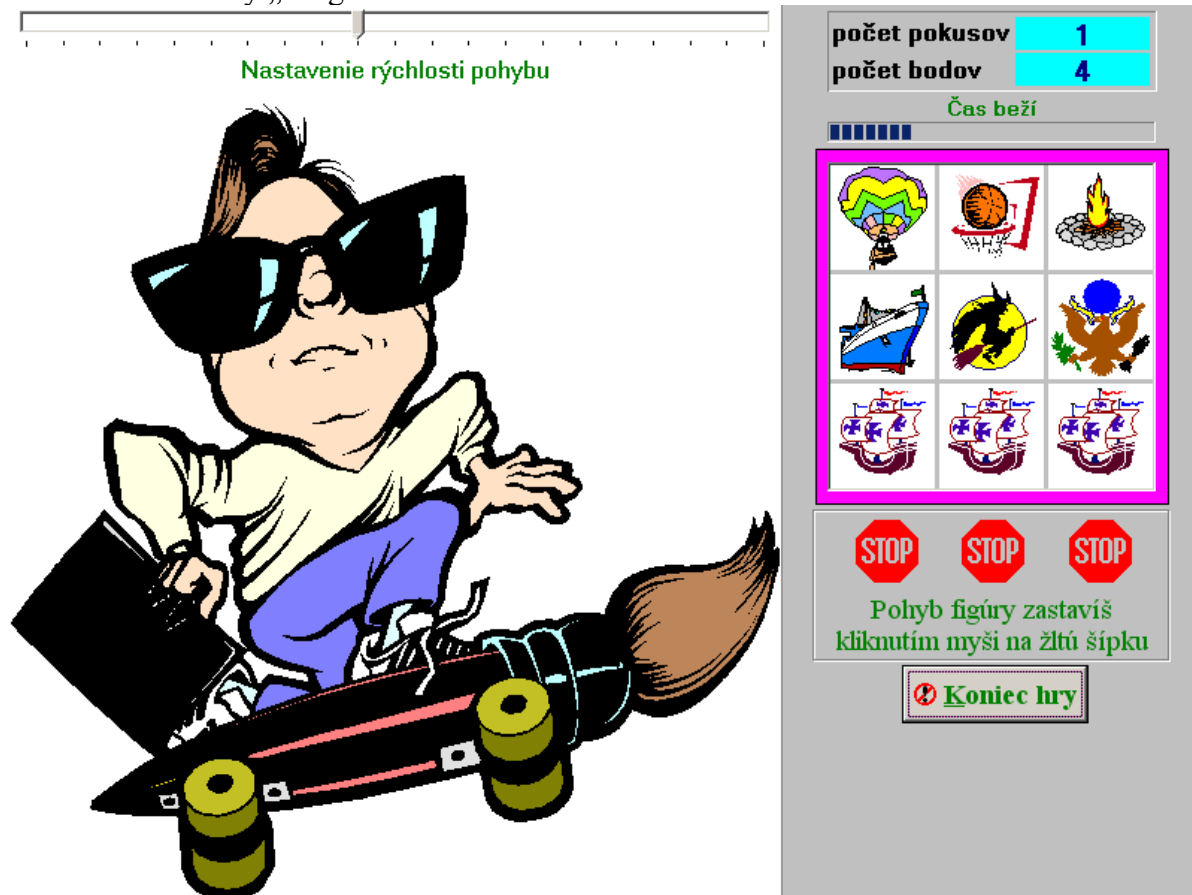 Nastavenie rýchlosti pohybu
počet pokusov 1
počet bodov 4
Čas beží
STOP STOP STOP
Pohyb figúry zastavíš
kliknutím myši na žltú šípku
Koniec hry